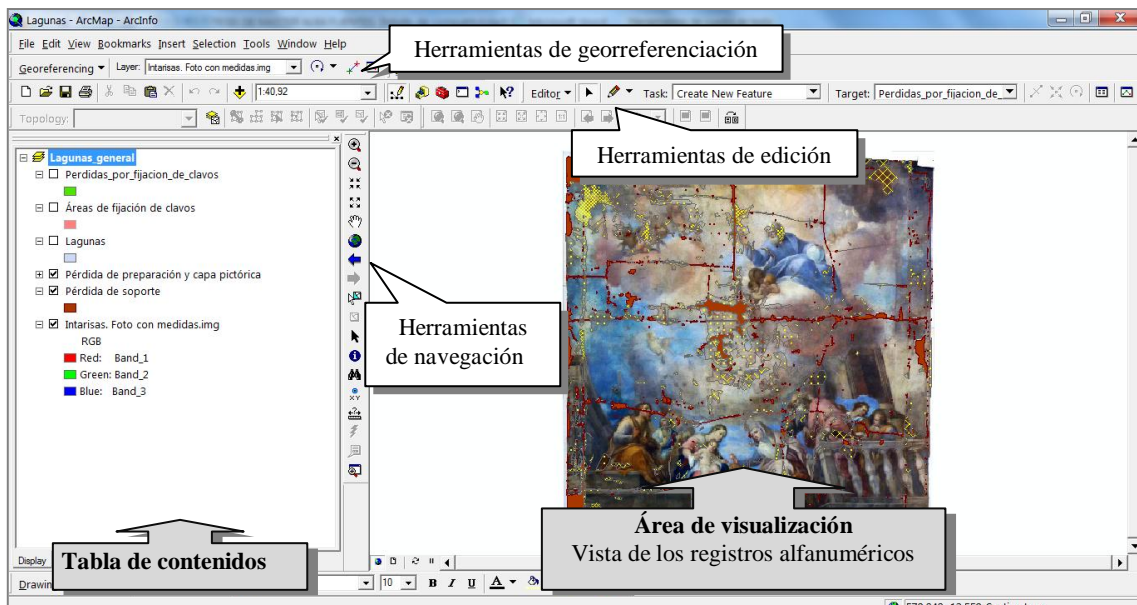 Lagunas - ArcMap - ArcInfo
File Edit View Bookmarks Insert Selection Tools Window Help
Herramientas de georreferenciación
Georeferencing Layer: Intarisas. Foto con medidas.img
1:40,92 Editor Task: Create New Feature Target: Perdidas_por_fijacion_de_
Topology:
Herramientas de edición
Lagunas_general
Perdidas_por_fijacion_de_clavos
Áreas de fijación de clavos
Lagunas
Pérdida de preparación y capa pictórica
Pérdida de soporte
Intarisas. Foto con medidas.img
RGB
Red: Band_1
Green: Band_2
Blue: Band_3
Herramientas
de navegación
XY
Área de visualización
Vista de los registros alfanuméricos
Tabla de contenidos
Display
10 B I U A